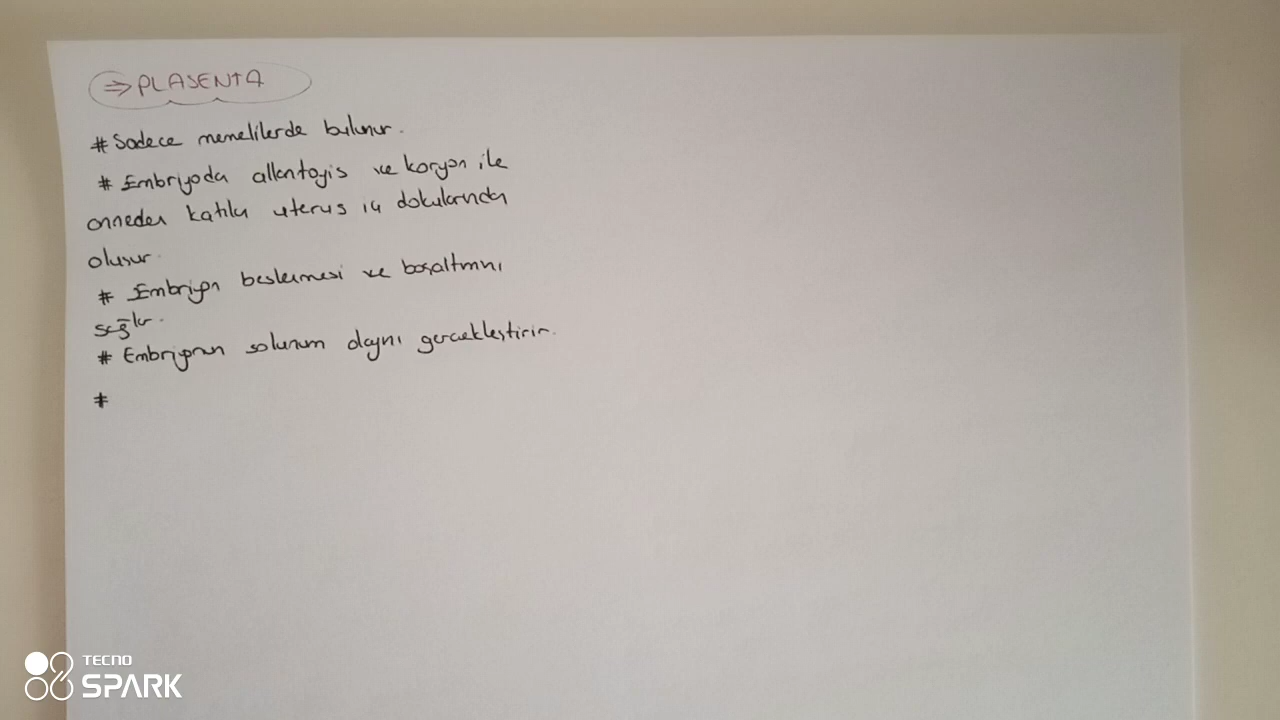 ⇒ PLASENTA
# Sadece memelilerde bulunur.
# Embriyoda allantoyis ve koryon ile
anneden katılan uterus iç dokularından
oluşur.
# Embriyon beslenmesi ve boşaltımını
sağlar.
# Embriyonun solunum olayını gerçekleştirir.
#
TECNO
SPARK